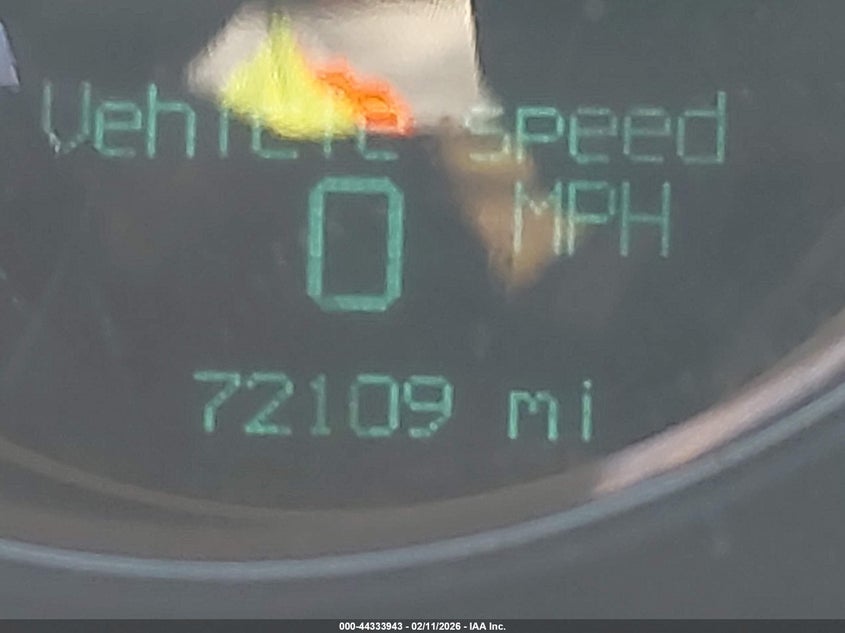 Vehicle speed
0 MPH
72109 mi
000-44333943 - 02/11/2026 - IAA Inc.